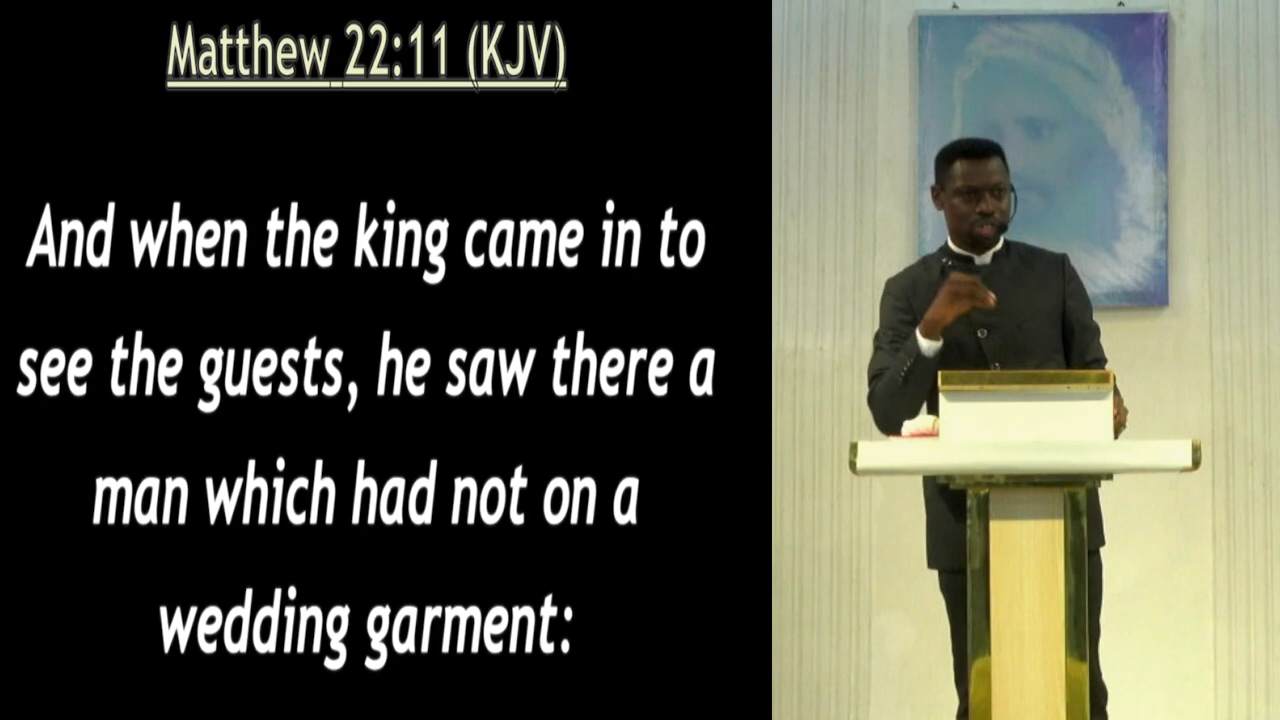 Matthew 22:11 (KJV)
And when the king came in to
see the guests, he saw there a
man which had not on a
wedding garment: